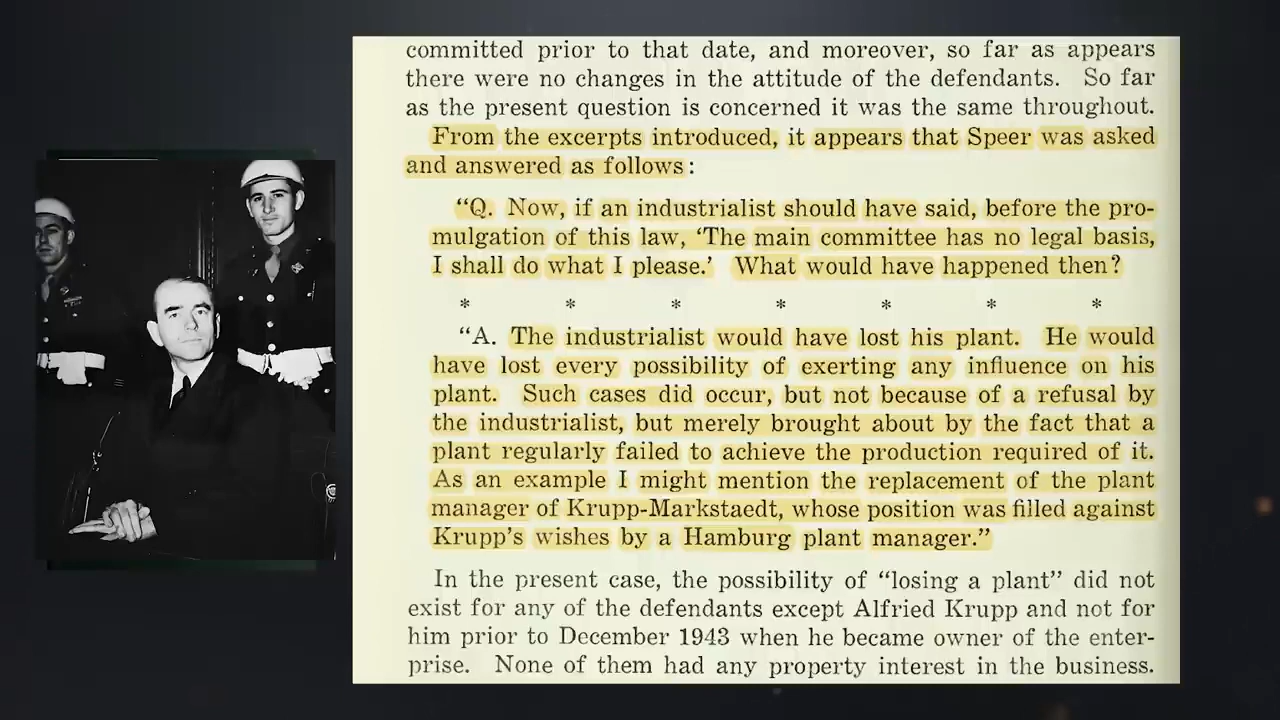 committed prior to that date, and moreover, so far as appears
there were no changes in the attitude of the defendants. So far
as the present question is concerned it was the same throughout.
From the excerpts introduced, it appears that Speer was asked
and answered as follows:
“Q. Now, if an industrialist should have said, before the pro-
mulgation of this law, ‘The main committee has no legal basis,
I shall do what I please.’ What would have happened then?
* * * * * * *
“A. The industrialist would have lost his plant. He would
have lost every possibility of exerting any influence on his
plant. Such cases did occur, but not because of a refusal by
the industrialist, but merely brought about by the fact that a
plant regularly failed to achieve the production required of it.
As an example I might mention the replacement of the plant
manager of Krupp-Markstaedt, whose position was filled against
Krupp’s wishes by a Hamburg plant manager.”
In the present case, the possibility of “losing a plant” did not
exist for any of the defendants except Alfried Krupp and not for
him prior to December 1943 when he became owner of the enter-
prise. None of them had any property interest in the business.